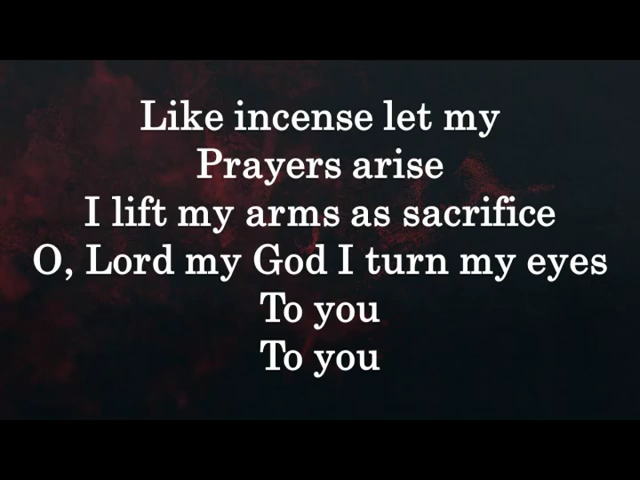 Like incense let my
Prayers arise
I lift my arms as sacrifice
O, Lord my God I turn my eyes
To you
To you